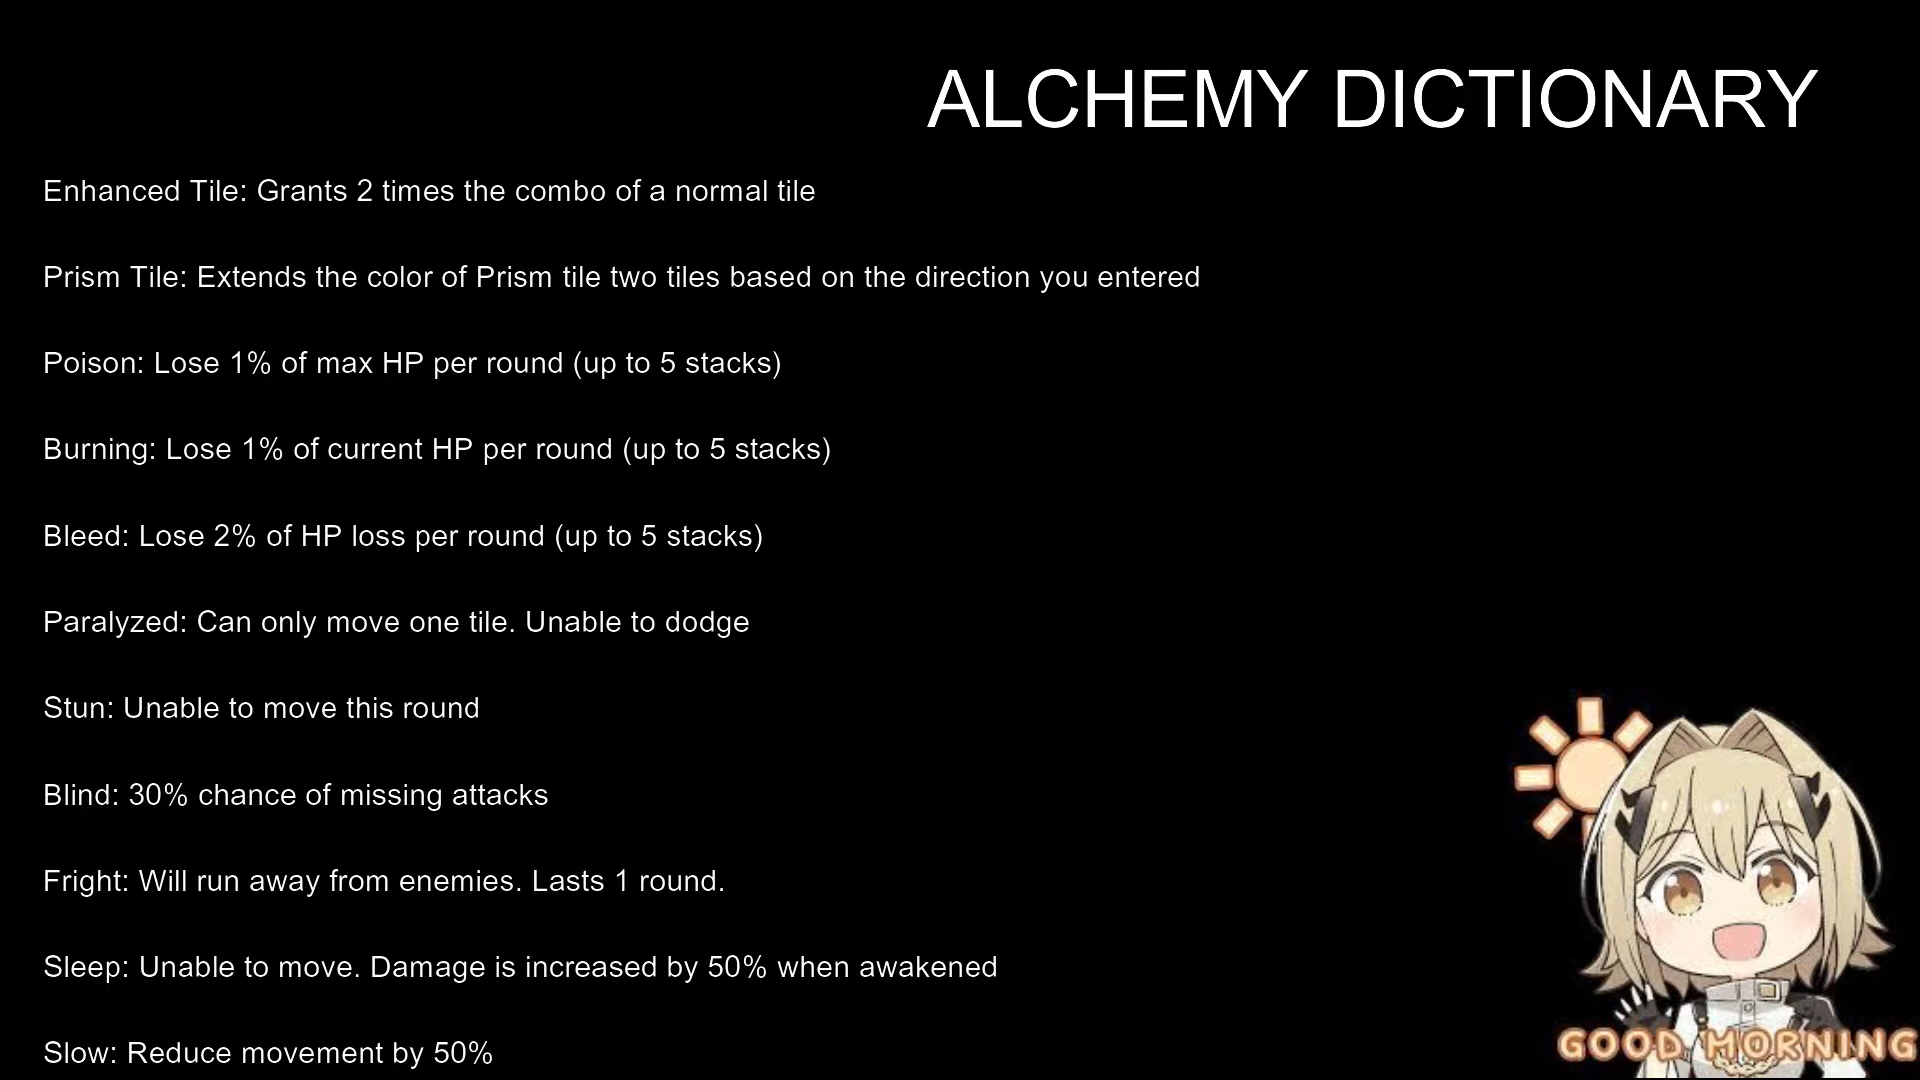 ALCHEMY DICTIONARY
Enhanced Tile: Grants 2 times the combo of a normal tile
Prism Tile: Extends the color of Prism tile two tiles based on the direction you entered
Poison: Lose 1% of max HP per round (up to 5 stacks)
Burning: Lose 1% of current HP per round (up to 5 stacks)
Bleed: Lose 2% of HP loss per round (up to 5 stacks)
Paralyzed: Can only move one tile. Unable to dodge
Stun: Unable to move this round
Blind: 30% chance of missing attacks
Fright: Will run away from enemies. Lasts 1 round.
Sleep: Unable to move. Damage is increased by 50% when awakened
Slow: Reduce movement by 50%
GOOD MORNING